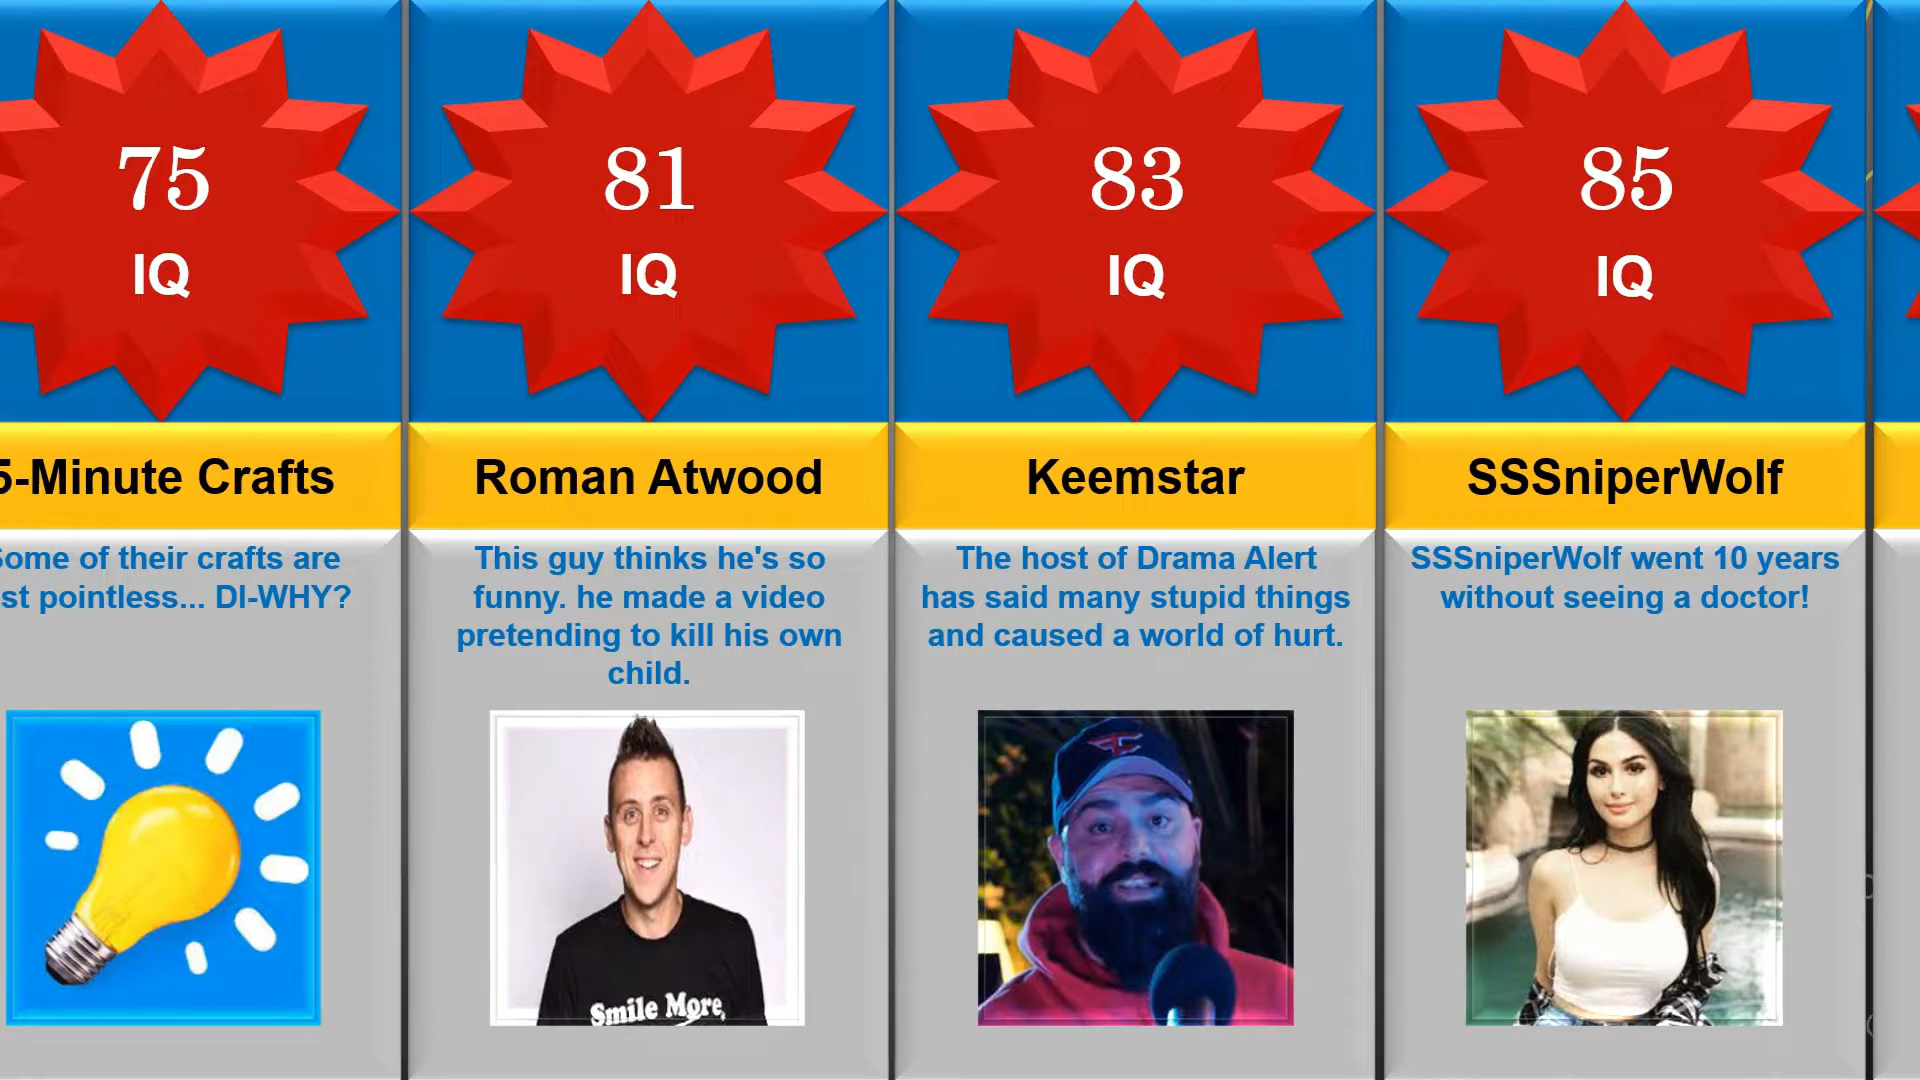 75
IQ
5-Minute Crafts
Some of their crafts are
st pointless... DI-WHY?
81
IQ
Roman Atwood
This guy thinks he's so
funny. he made a video
pretending to kill his own
child.
Smile More,
83
IQ
Keemstar
The host of Drama Alert
has said many stupid things
and caused a world of hurt.
85
IQ
SSSniperWolf
SSSniperWolf went 10 years
without seeing a doctor!